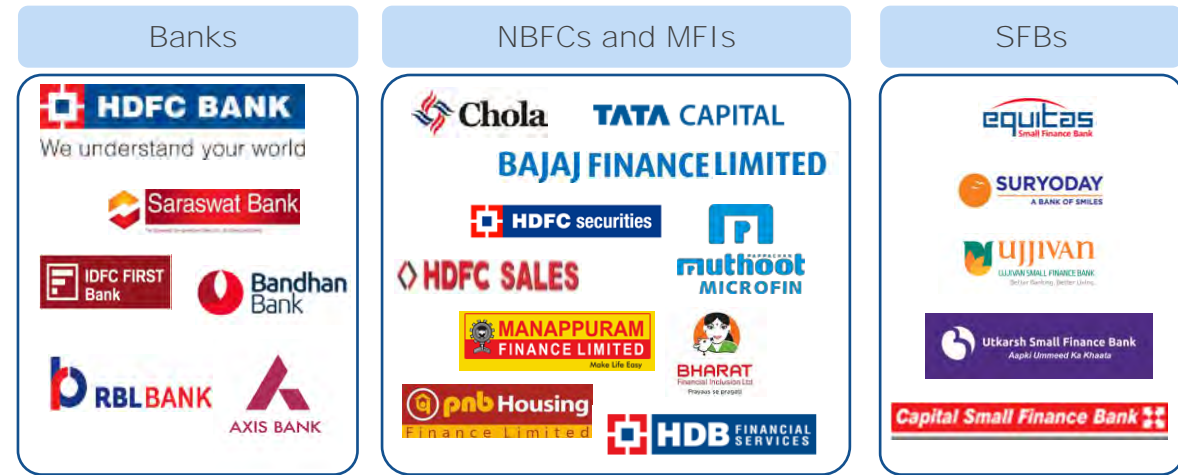 Banks
NBFCs and MFIs
SFBs
HDFC BANK
We understand your world
Saraswat Bank
IDFC FIRST
Bank
Bandhan
Bank
RBL BANK
AXIS BANK
Chola
TATA CAPITAL
BAJAJ FINANCE LIMITED
HDFC securities
HDFC SALES
MUTHOOT PAPPACHAN
muthoot
MICROFIN
MANAPPURAM
FINANCE LIMITED
Make Life Easy
BHARAT
Financial Inclusion Ltd
pnb Housing
Finance Limited
HDB FINANCIAL
SERVICES
equitas
Small Finance Bank
SURYODAY
A BANK OF SMILES
UJJIVAN
UJJIVAN SMALL FINANCE BANK
Better Banking, Better Living.
Utkarsh Small Finance Bank
Aapki Ummeed Ka Khaata
Capital Small Finance Bank